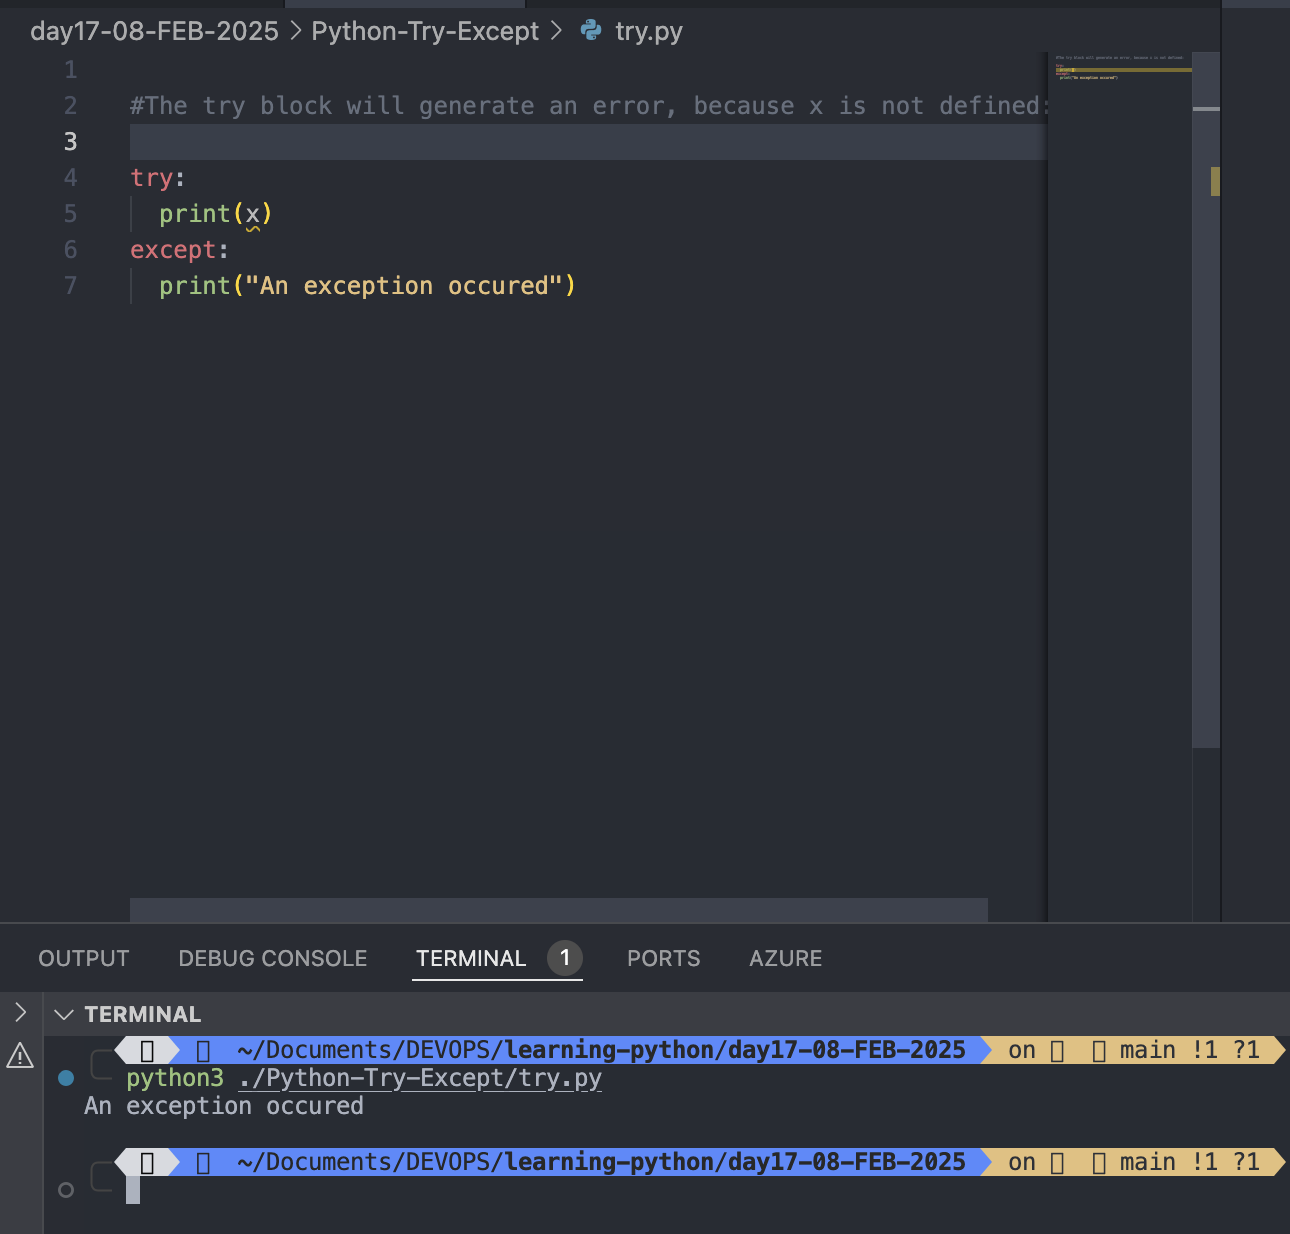 day17-08-FEB-2025 > Python-Try-Except > try.py
1
2 #The try block will generate an error, because x is not defined:
3
4 try:
5 print(x)
6 except:
7 print("An exception occured")
OUTPUT DEBUG CONSOLE TERMINAL 1 PORTS AZURE
TERMINAL
~/Documents/DEVOPS/learning-python/day17-08-FEB-2025 on main !1 ?1
python3 ./Python-Try-Except/try.py
An exception occured
~/Documents/DEVOPS/learning-python/day17-08-FEB-2025 on main !1 ?1